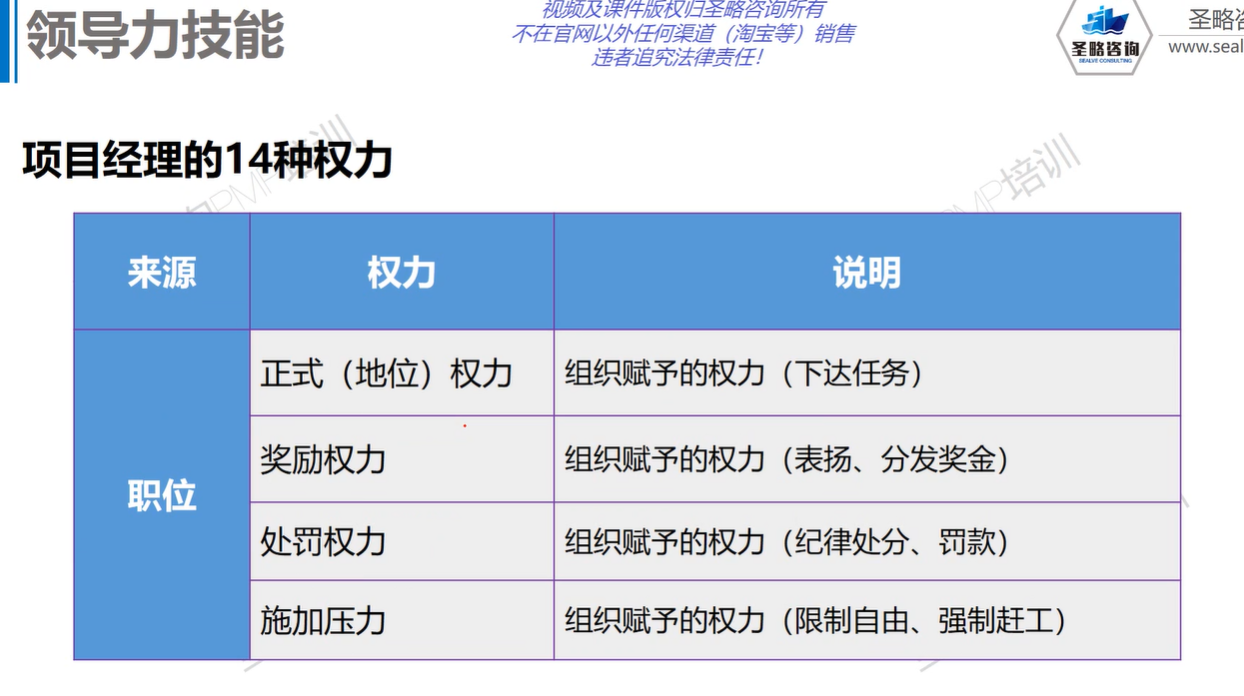 领导力技能
视频及课件版权归圣略咨询所有
不在官网以外任何渠道（淘宝等）销售
违者追究法律责任！
圣略咨询
SEALVE CONSULTING
圣略
www.seal
项目经理的14种权力
PMP培训
PMP培训
来源 权力 说明
职位
正式（地位）权力 组织赋予的权力（下达任务）
奖励权力 组织赋予的权力（表扬、分发奖金）
处罚权力 组织赋予的权力（纪律处分、罚款）
施加压力 组织赋予的权力（限制自由、强制赶工）